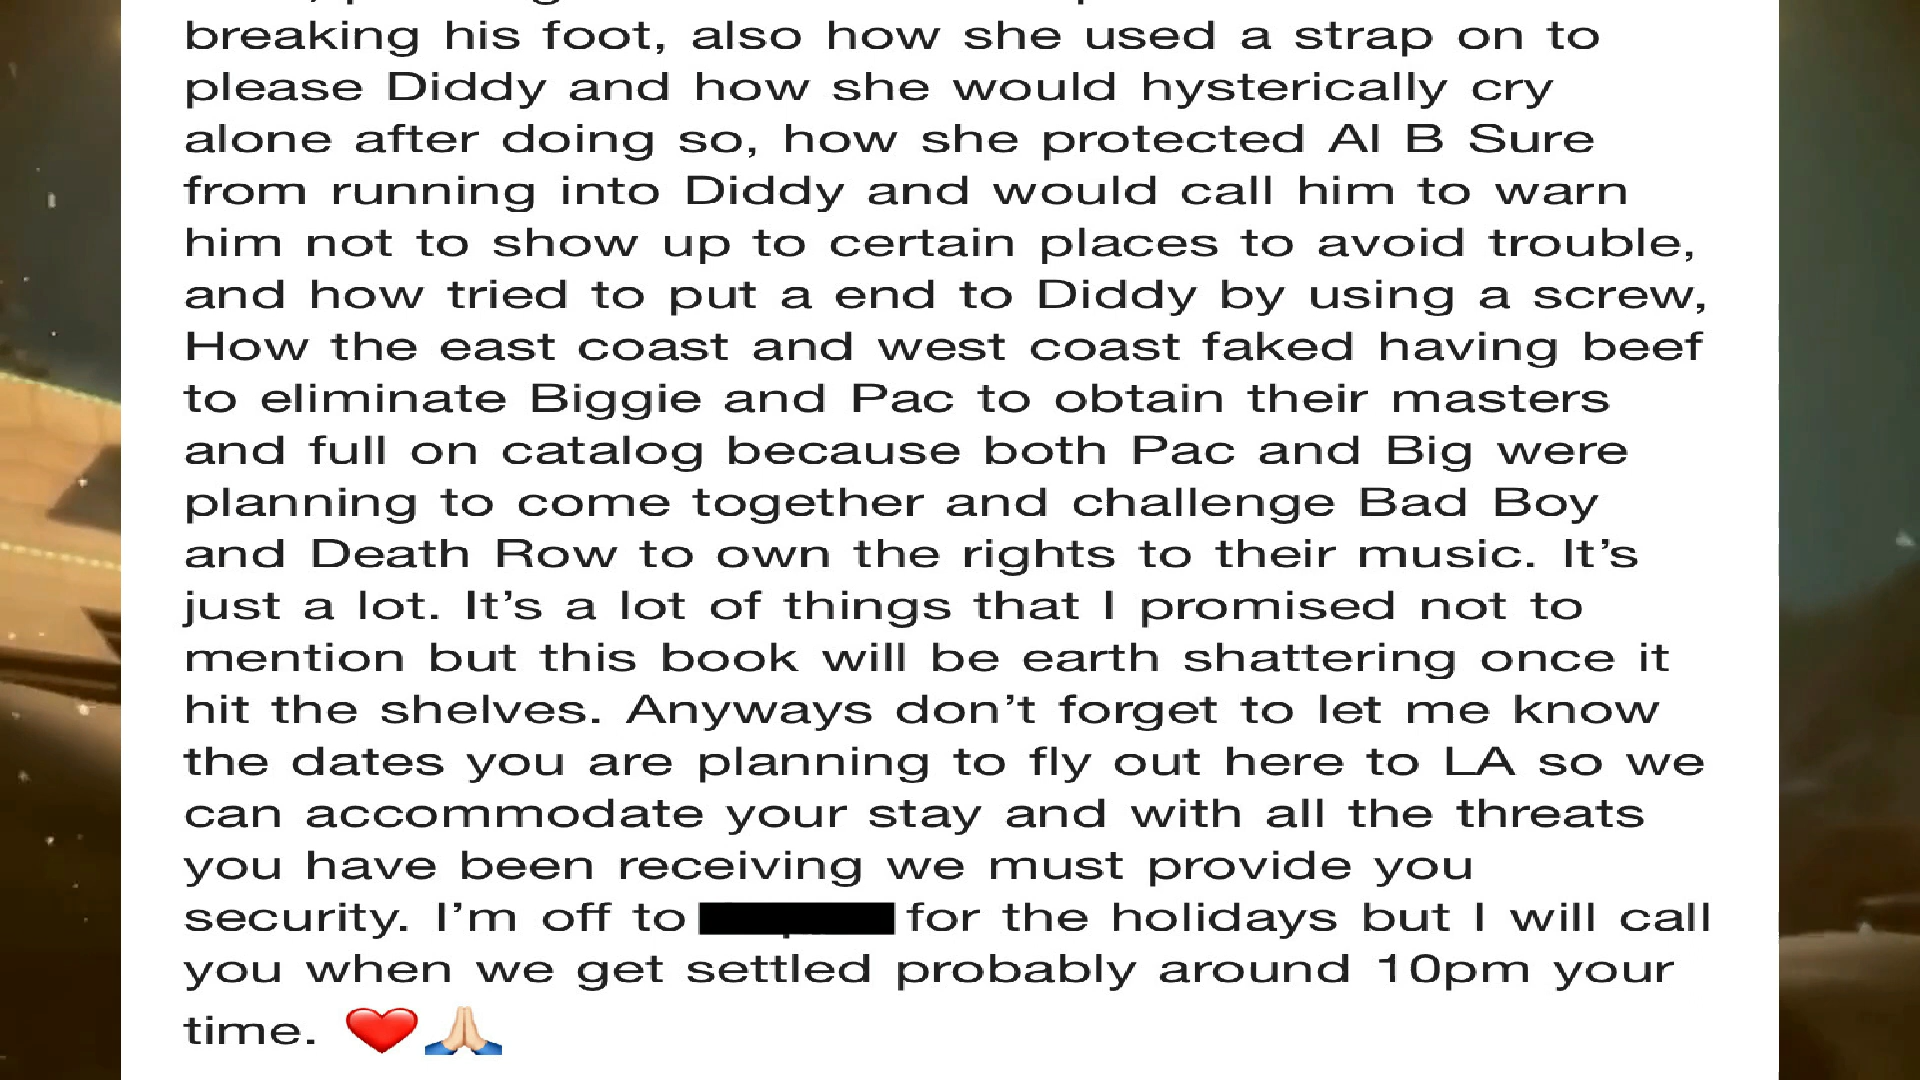 breaking his foot, also how she used a strap on to
please Diddy and how she would hysterically cry
alone after doing so, how she protected Al B Sure
from running into Diddy and would call him to warn
him not to show up to certain places to avoid trouble,
and how tried to put a end to Diddy by using a screw,
How the east coast and west coast faked having beef
to eliminate Biggie and Pac to obtain their masters
and full on catalog because both Pac and Big were
planning to come together and challenge Bad Boy
and Death Row to own the rights to their music. It’s
just a lot. It’s a lot of things that I promised not to
mention but this book will be earth shattering once it
hit the shelves. Anyways don’t forget to let me know
the dates you are planning to fly out here to LA so we
can accommodate your stay and with all the threats
you have been receiving we must provide you
security. I’m off to for the holidays but I will call
you when we get settled probably around 10pm your
time. ❤️🙏🏻